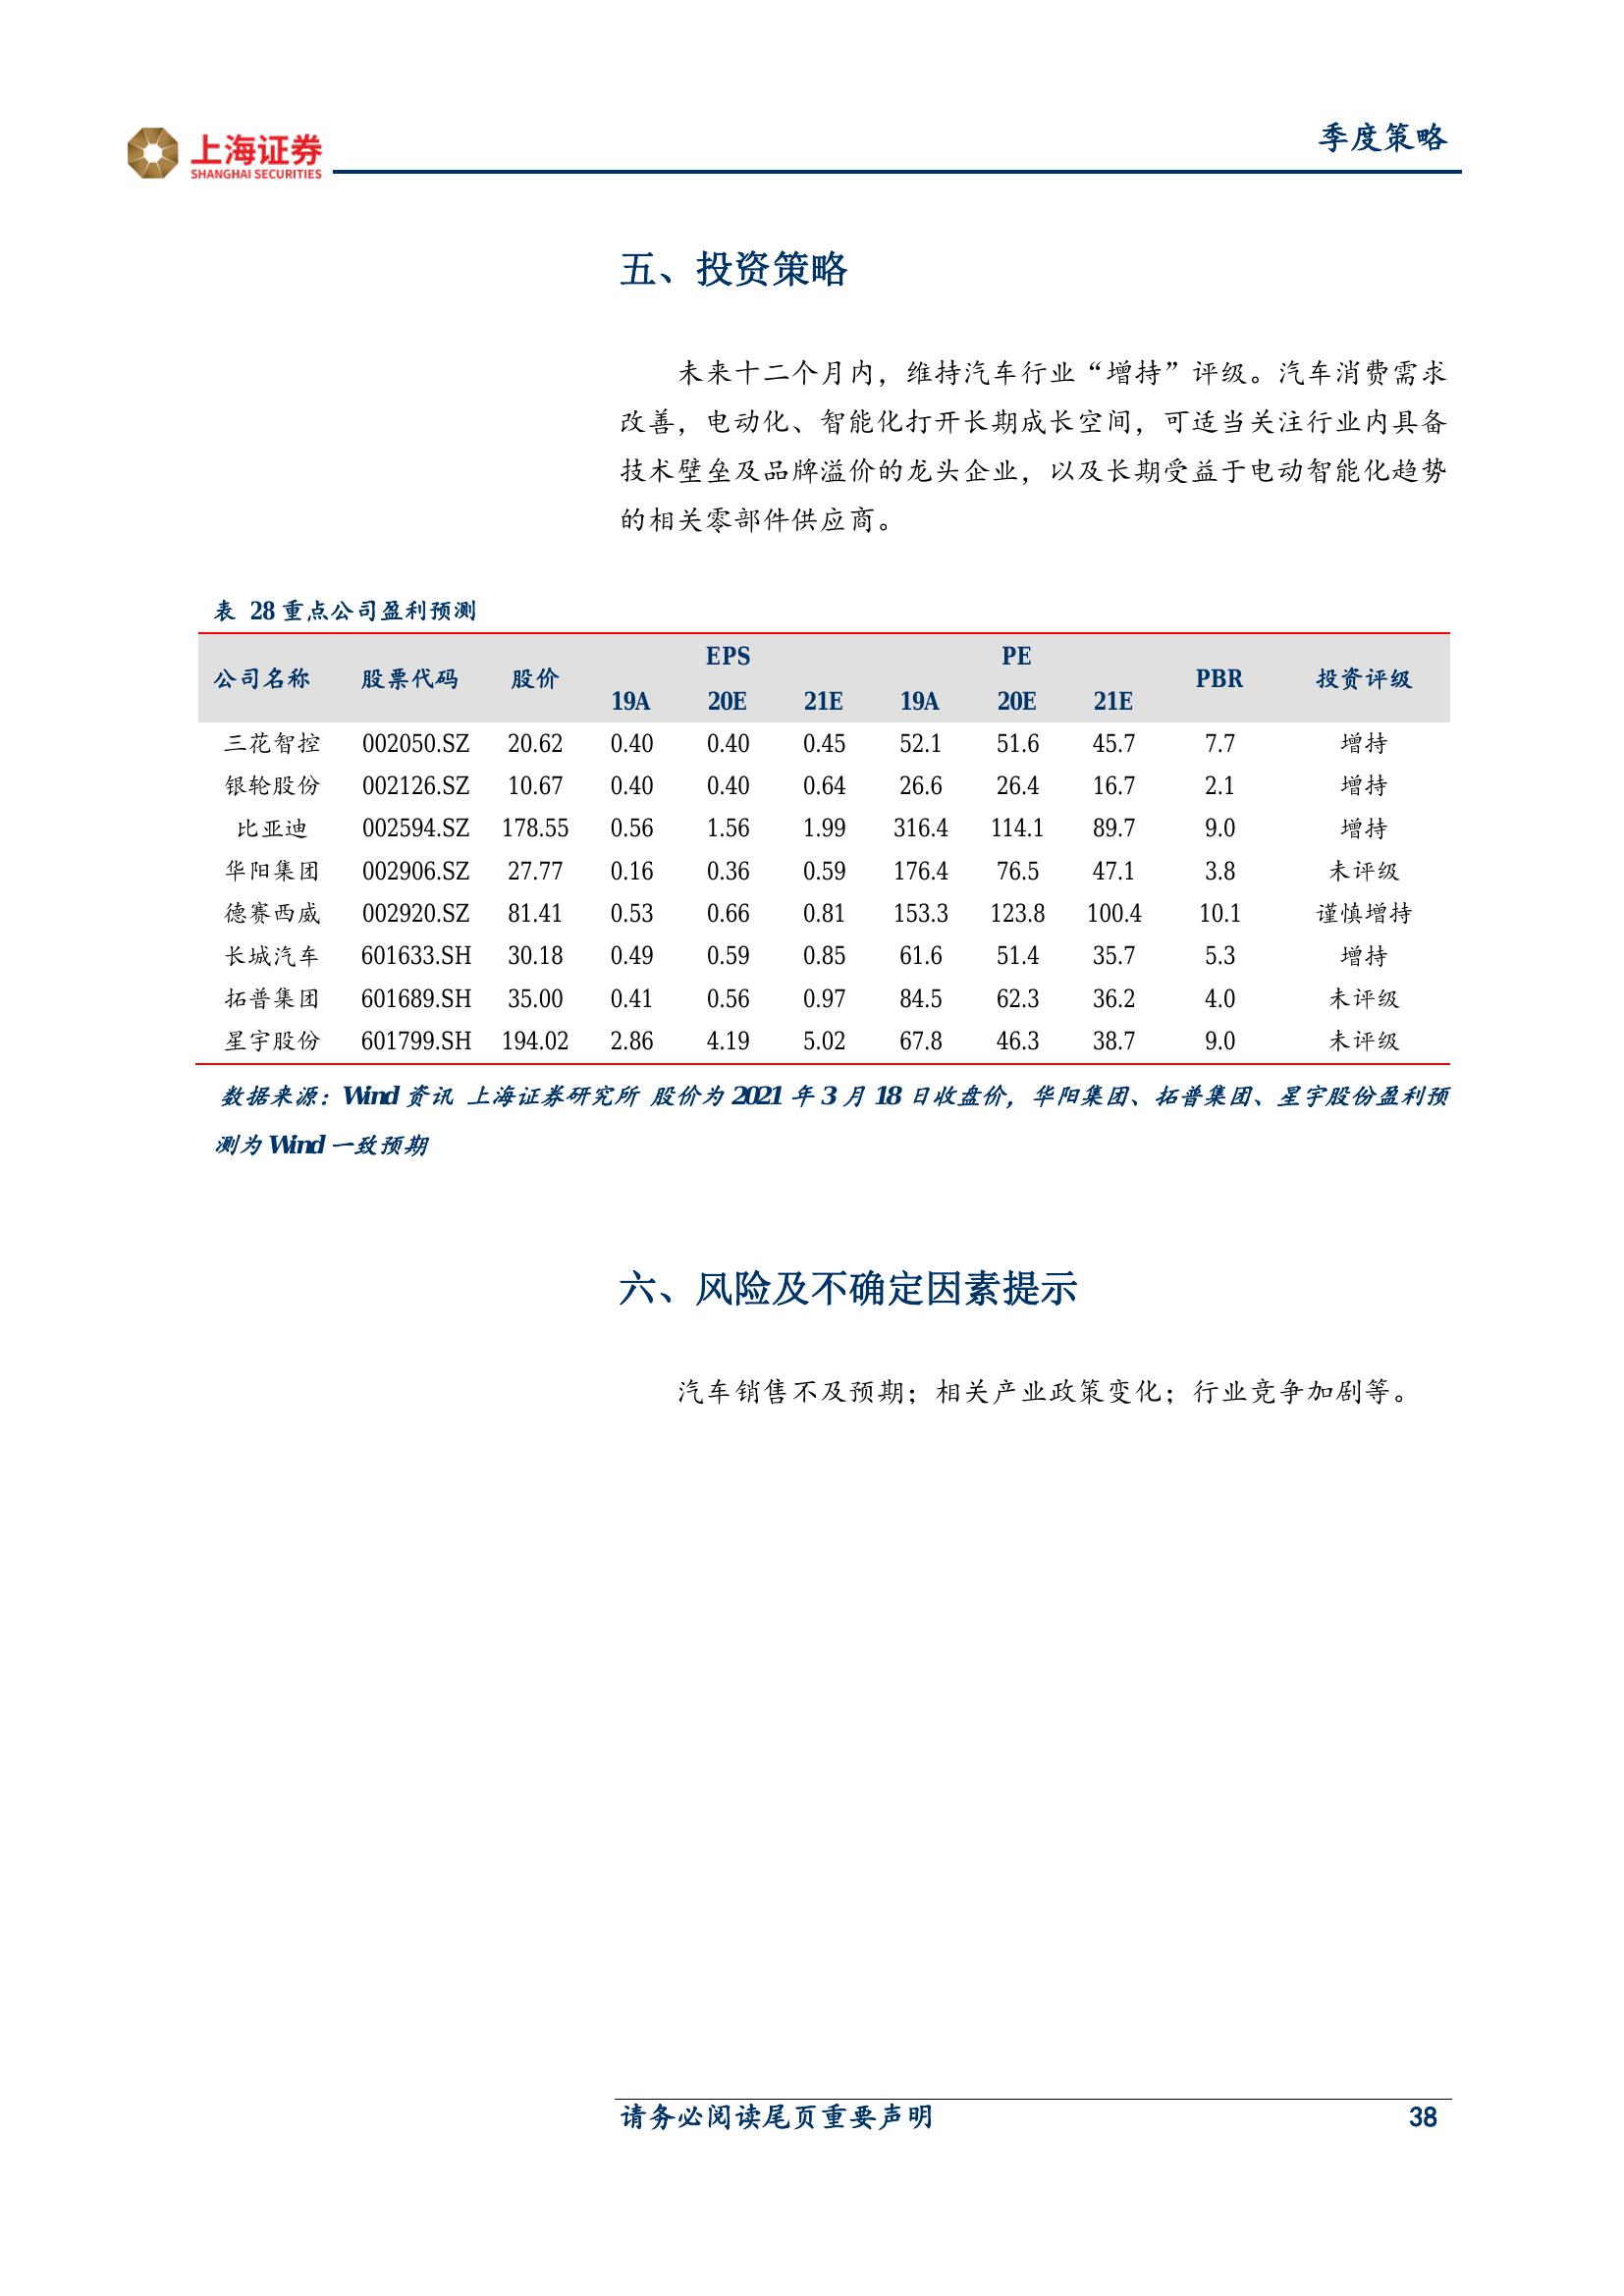 上海证券
SHANGHAI SECURITIES
季度策略
五、投资策略
未来十二个月内，维持汽车行业“增持”评级。汽车消费需求
改善，电动化、智能化打开长期成长空间，可适当关注行业内具备
技术壁垒及品牌溢价的龙头企业，以及长期受益于电动智能化趋势
的相关零部件供应商。
表 28 重点公司盈利预测
公司名称 股票代码 股价 EPS PE PBR 投资评级
19A 20E 21E 19A 20E 21E
三花智控 002050.SZ 20.62 0.40 0.40 0.45 52.1 51.6 45.7 7.7 增持
银轮股份 002126.SZ 10.67 0.40 0.40 0.64 26.6 26.4 16.7 2.1 增持
比亚迪 002594.SZ 178.55 0.56 1.56 1.99 316.4 114.1 89.7 9.0 增持
华阳集团 002906.SZ 27.77 0.16 0.36 0.59 176.4 76.5 47.1 3.8 未评级
德赛西威 002920.SZ 81.41 0.53 0.66 0.81 153.3 123.8 100.4 10.1 谨慎增持
长城汽车 601633.SH 30.18 0.49 0.59 0.85 61.6 51.4 35.7 5.3 增持
拓普集团 601689.SH 35.00 0.41 0.56 0.97 84.5 62.3 36.2 4.0 未评级
星宇股份 601799.SH 194.02 2.86 4.19 5.02 67.8 46.3 38.7 9.0 未评级
数据来源：Wind 资讯 上海证券研究所 股价为 2021 年 3 月 18 日收盘价，华阳集团、拓普集团、星宇股份盈利预
测为 Wind 一致预期
六、风险及不确定因素提示
汽车销售不及预期；相关产业政策变化；行业竞争加剧等。
请务必阅读尾页重要声明 38